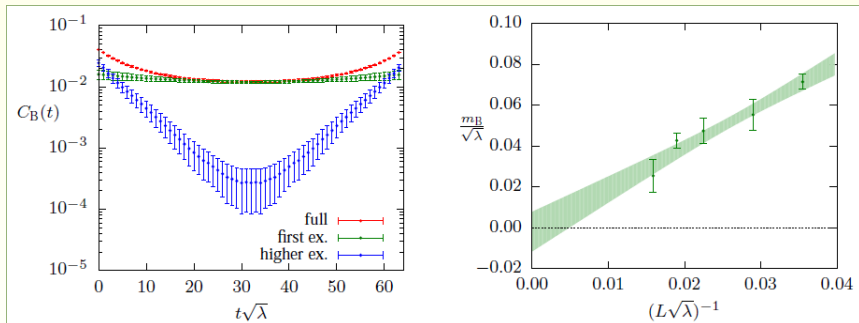 10⁻¹
10⁻²
C_B(t)
10⁻³
10⁻⁴
10⁻⁵
full
first ex.
higher ex.
0 10 20 30 40 50 60
t√λ
0.10
0.08
m_B/√λ
0.06
0.04
0.02
0.00
−0.02
0.00 0.01 0.02 0.03 0.04
(L√λ)⁻¹